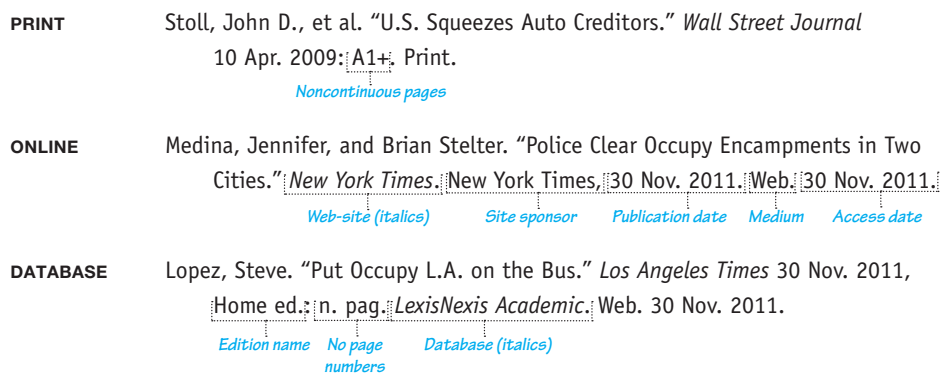 PRINT Stoll, John D., et al. “U.S. Squeezes Auto Creditors.” Wall Street Journal
10 Apr. 2009: A1+. Print.
Noncontinuous pages
ONLINE Medina, Jennifer, and Brian Stelter. “Police Clear Occupy Encampments in Two
Cities.” New York Times. New York Times, 30 Nov. 2011. Web. 30 Nov. 2011.
Web-site (italics) Site sponsor Publication date Medium Access date
DATABASE Lopez, Steve. “Put Occupy L.A. on the Bus.” Los Angeles Times 30 Nov. 2011,
Home ed.: n. pag. LexisNexis Academic. Web. 30 Nov. 2011.
Edition name No page Database (italics)
numbers